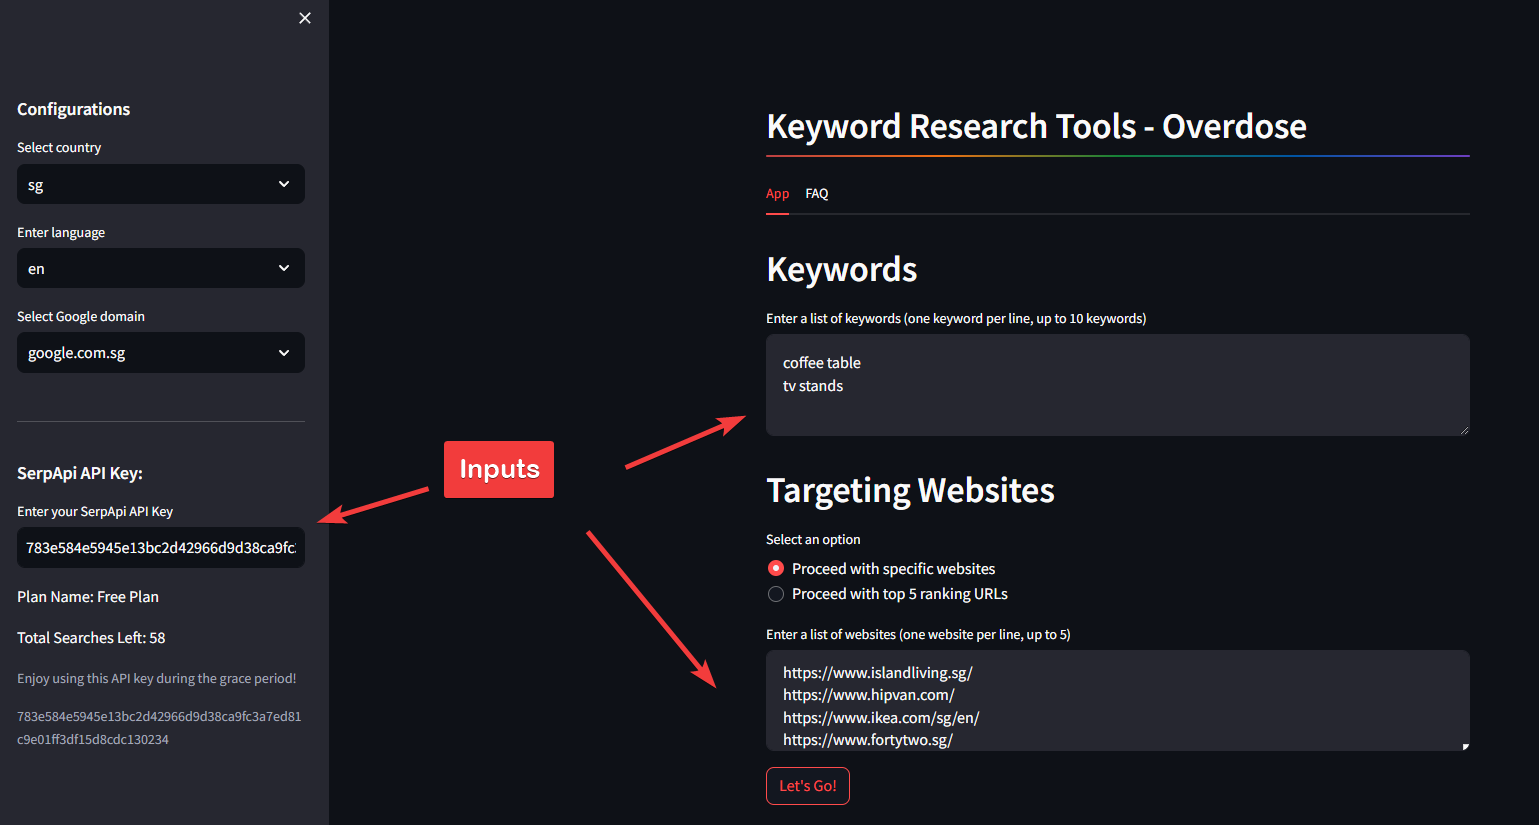 Configurations
Select country
sg
Enter language
en
Select Google domain
google.com.sg
SerpApi API Key:
Enter your SerpApi API Key
783e584e5945e13bc2d42966d9d38ca9fc
Plan Name: Free Plan
Total Searches Left: 58
Enjoy using this API key during the grace period!
783e584e5945e13bc2d42966d9d38ca9fc3a7ed81
c9e01ff3df15d8cdc130234
Inputs
Keyword Research Tools - Overdose
App FAQ
Keywords
Enter a list of keywords (one keyword per line, up to 10 keywords)
coffee table
tv stands
Targeting Websites
Select an option
Proceed with specific websites
Proceed with top 5 ranking URLs
Enter a list of websites (one website per line, up to 5)
https://www.islandliving.sg/
https://www.hipvan.com/
https://www.ikea.com/sg/en/
https://www.fortytwo.sg/
Let's Go!